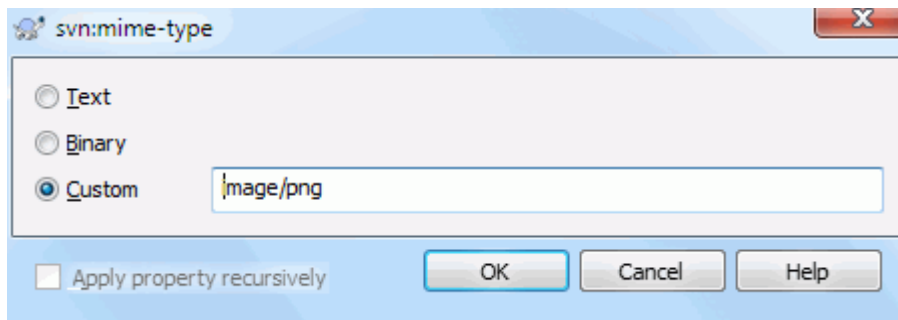 svn:mime-type
Text
Binary
Custom image/png
Apply property recursively OK Cancel Help